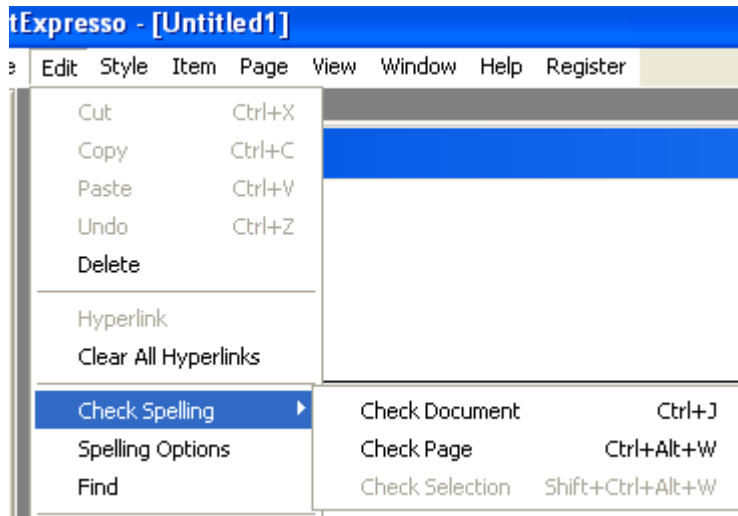 tExpresso - [Untitled1]
e Edit Style Item Page View Window Help Register
Cut Ctrl+X
Copy Ctrl+C
Paste Ctrl+V
Undo Ctrl+Z
Delete
Hyperlink
Clear All Hyperlinks
Check Spelling Check Document Ctrl+J
Spelling Options Check Page Ctrl+Alt+W
Find Check Selection Shift+Ctrl+Alt+W